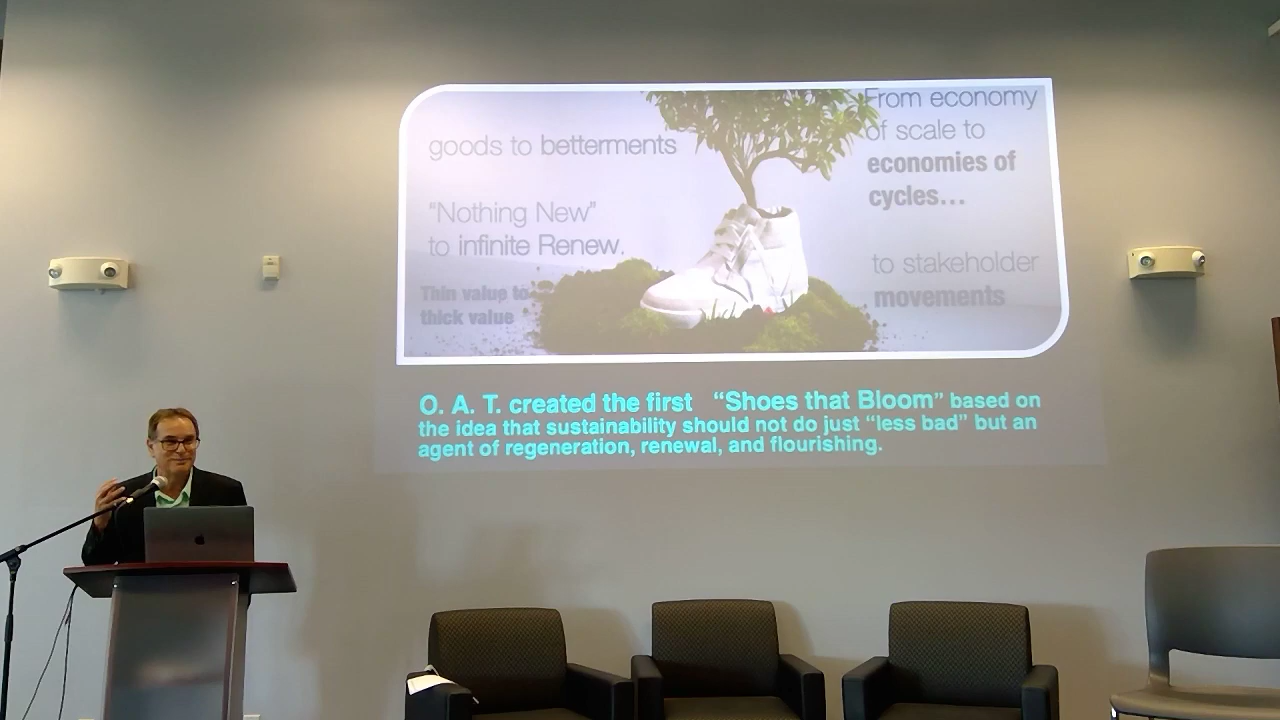 goods to betterments
“Nothing New”
to infinite Renew.
Thin value to
thick value
From economy
of scale to
economies of
cycles...
to stakeholder
movements
O. A. T. created the first “Shoes that Bloom” based on
the idea that sustainability should not do just “less bad” but an
agent of regeneration, renewal, and flourishing.